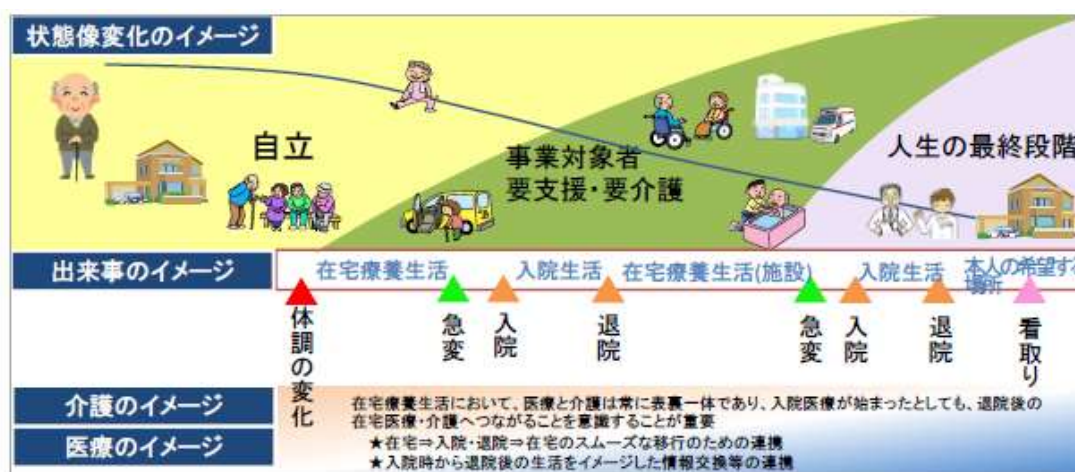 状態像変化のイメージ
自立
事業対象者
要支援・要介護
人生の最終段階
出来事のイメージ
在宅療養生活
入院生活
在宅療養生活(施設)
入院生活
本人の希望する
場所
体調の変化
急変
入院
退院
急変
入院
退院
看取り
介護のイメージ
医療のイメージ
在宅療養生活において、医療と介護は常に表裏一体であり、入院医療が始まったとしても、退院後の
在宅医療・介護へつながることを意識することが重要
★在宅⇒入院・退院⇒在宅のスムーズな移行のための連携
★入院時から退院後の生活をイメージした情報交換等の連携